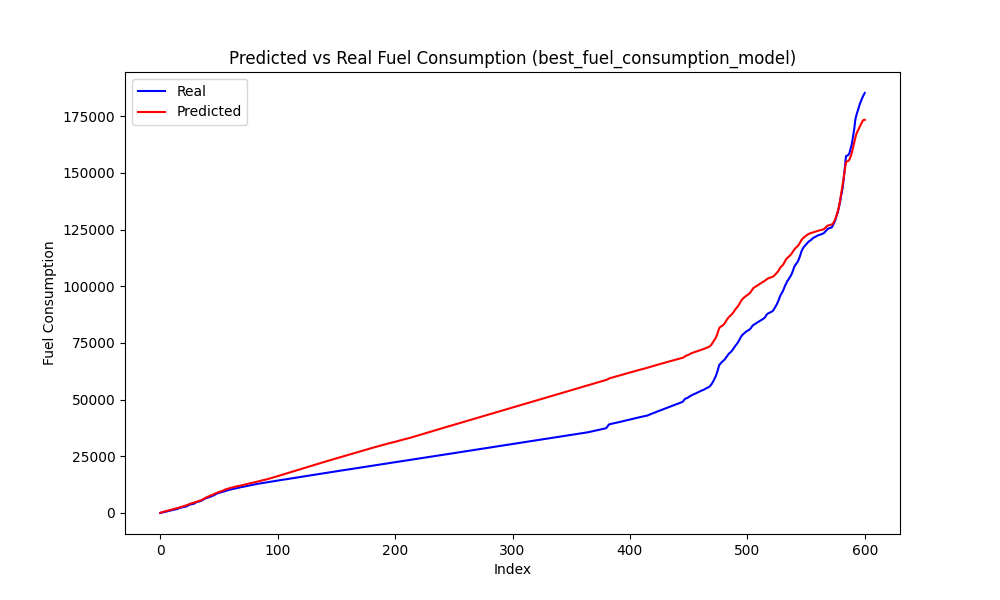 Predicted vs Real Fuel Consumption (best_fuel_consumption_model)
Real
Predicted
175000
150000
125000
100000
75000
50000
25000
0
Fuel Consumption
0 100 200 300 400 500 600
Index